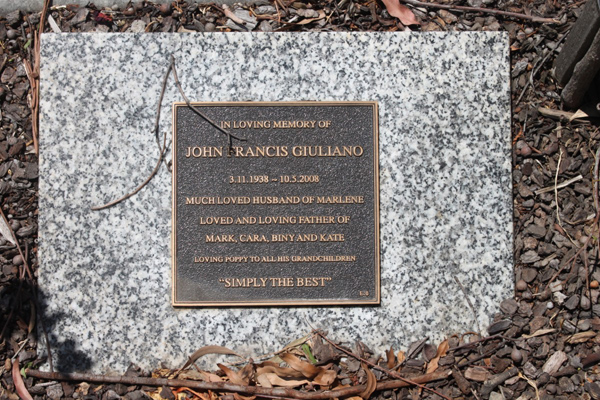 IN LOVING MEMORY OF
JOHN FRANCIS GIULIANO
3.11.1938 – 10.5.2008
MUCH LOVED HUSBAND OF MARLENE
LOVED AND LOVING FATHER OF
MARK, CARA, BINY AND KATE
LOVING POPPY TO ALL HIS GRANDCHILDREN
“SIMPLY THE BEST”